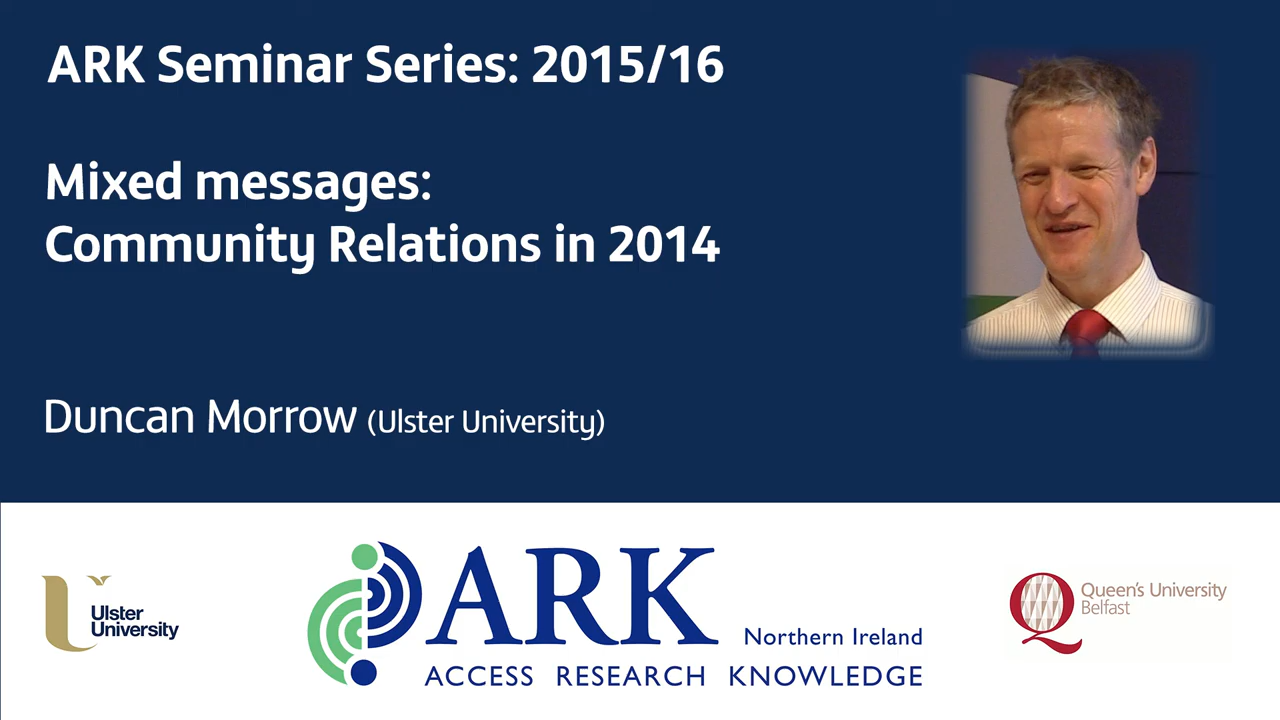 ARK Seminar Series: 2015/16
Mixed messages:
Community Relations in 2014
Duncan Morrow (Ulster University)
Ulster
University
ARK
Northern Ireland
ACCESS RESEARCH KNOWLEDGE
Queen's University
Belfast